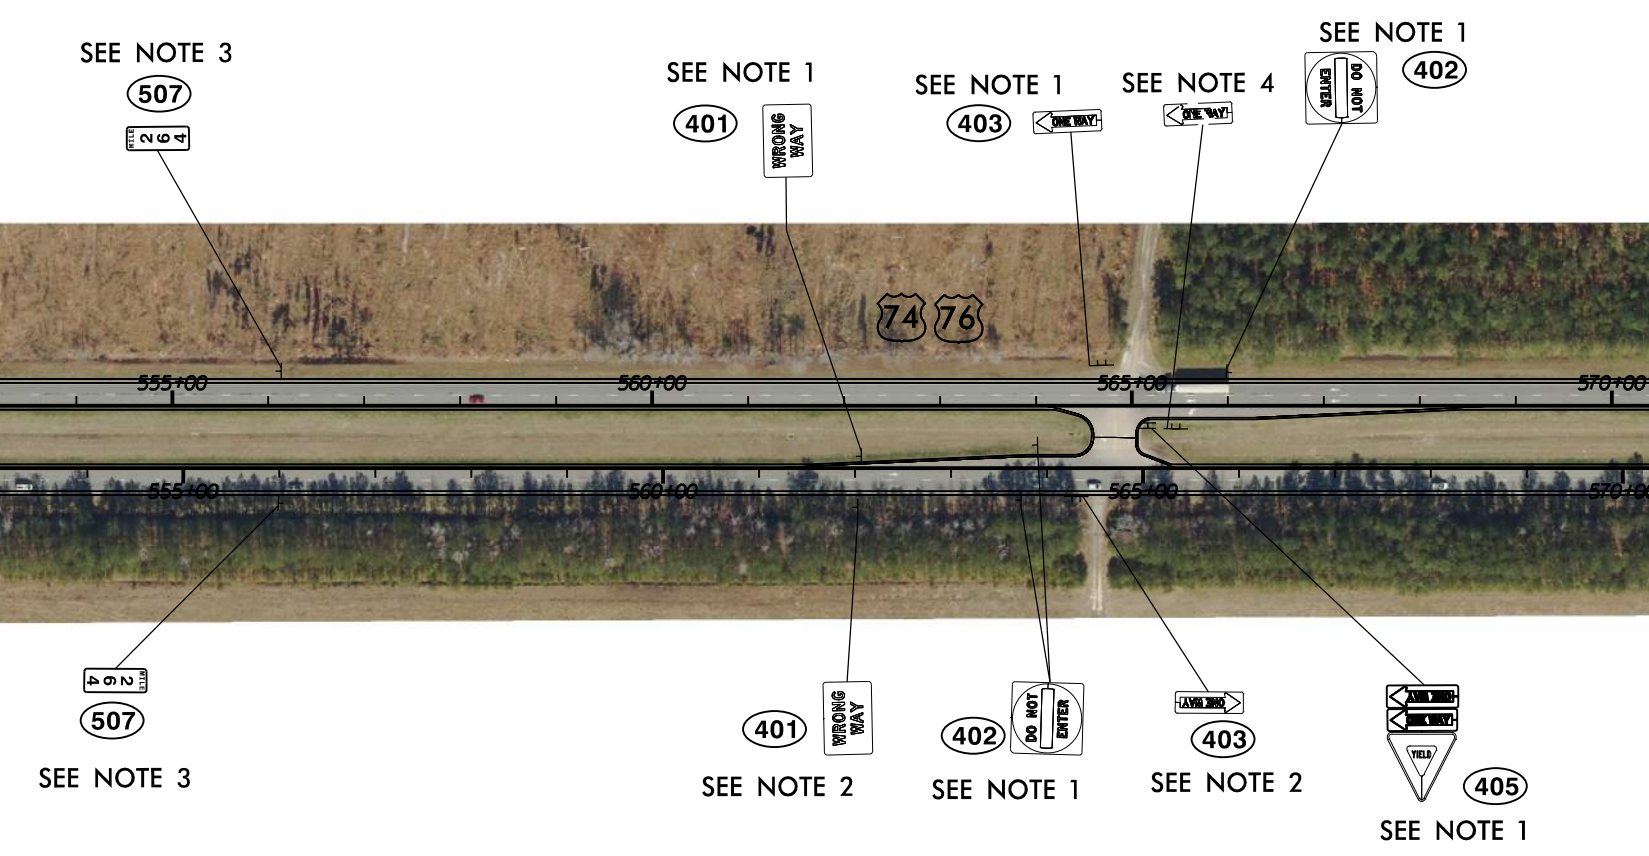 SEE NOTE 3
507
MILE
264
SEE NOTE 1
401
WRONG
WAY
SEE NOTE 1
403
ONE WAY
SEE NOTE 4
ONE WAY
SEE NOTE 1
402
DO NOT
ENTER
74 76
555+00
560+00
565+00
570+00
555+00
560+00
565+00
570+00
MILE
264
507
SEE NOTE 3
WRONG
WAY
401
SEE NOTE 2
DO NOT
ENTER
402
SEE NOTE 1
ONE WAY
403
SEE NOTE 2
ONE WAY
ONE WAY
YIELD
405
SEE NOTE 1